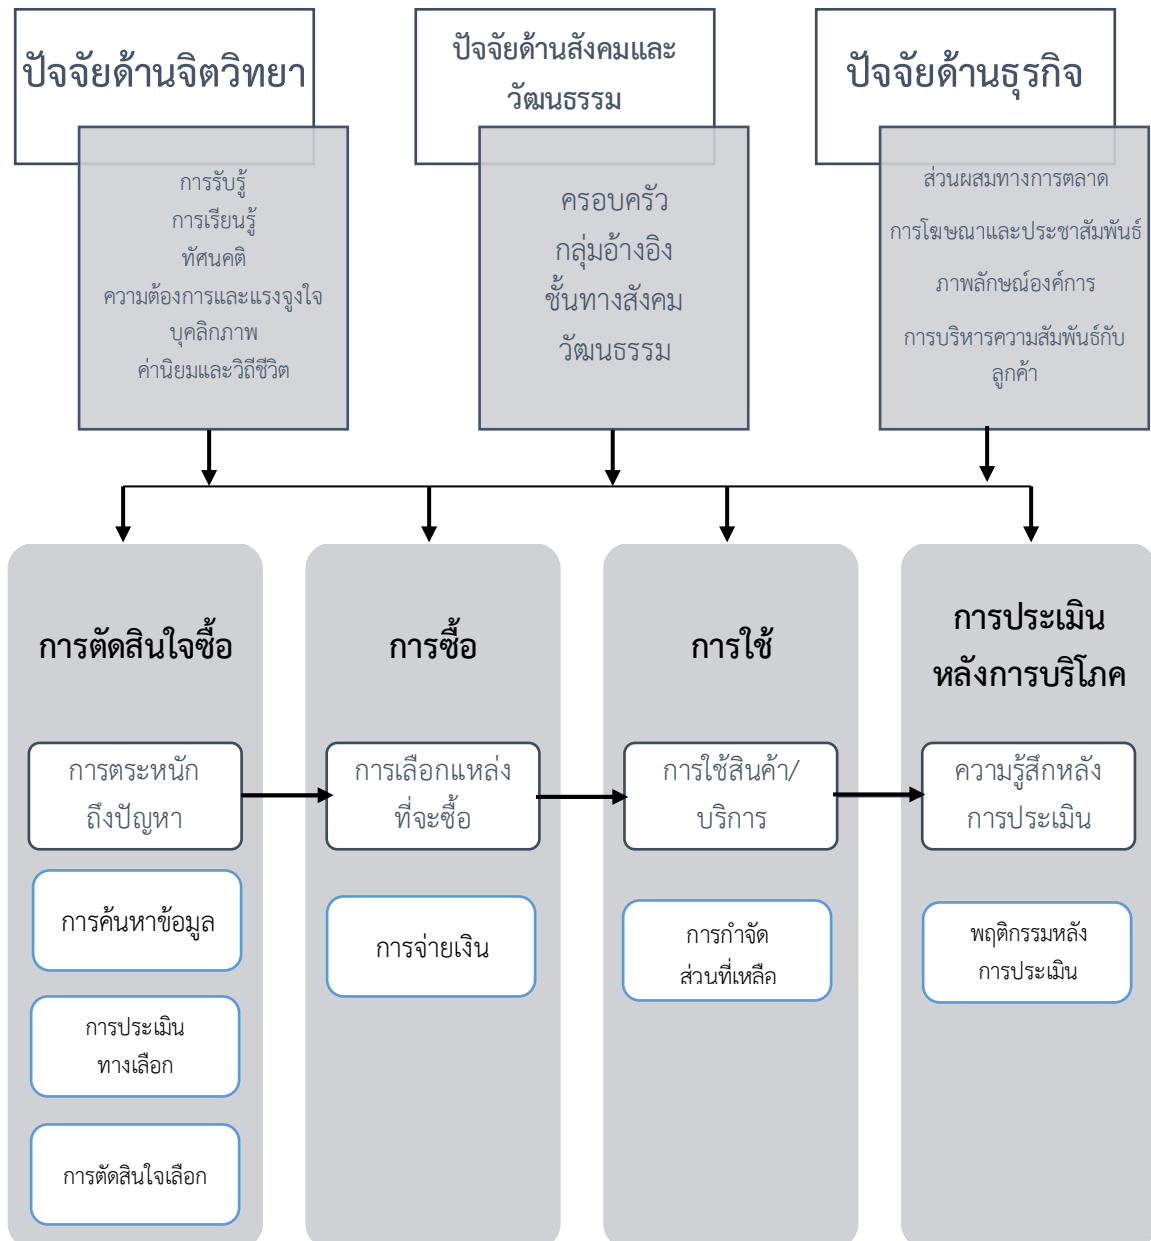 ปัจจัยด้านจิตวิทยา
การรับรู้
การเรียนรู้
ทัศนคติ
ความต้องการและแรงจูงใจ
บุคลิกภาพ
ค่านิยมและวิถีชีวิต
ปัจจัยด้านสังคมและ
วัฒนธรรม
ครอบครัว
กลุ่มอ้างอิง
ชั้นทางสังคม
วัฒนธรรม
ปัจจัยด้านธุรกิจ
ส่วนผสมทางการตลาด
การโฆษณาและประชาสัมพันธ์
ภาพลักษณ์องค์การ
การบริหารความสัมพันธ์กับ
ลูกค้า
การตัดสินใจซื้อ
การตระหนัก
ถึงปัญหา
การค้นหาข้อมูล
การประเมิน
ทางเลือก
การตัดสินใจเลือก
การซื้อ
การเลือกแหล่ง
ที่จะซื้อ
การจ่ายเงิน
การใช้
การใช้สินค้า/
บริการ
การกำจัด
ส่วนที่เหลือ
การประเมิน
หลังการบริโภค
ความรู้สึกหลัง
การประเมิน
พฤติกรรมหลัง
การประเมิน